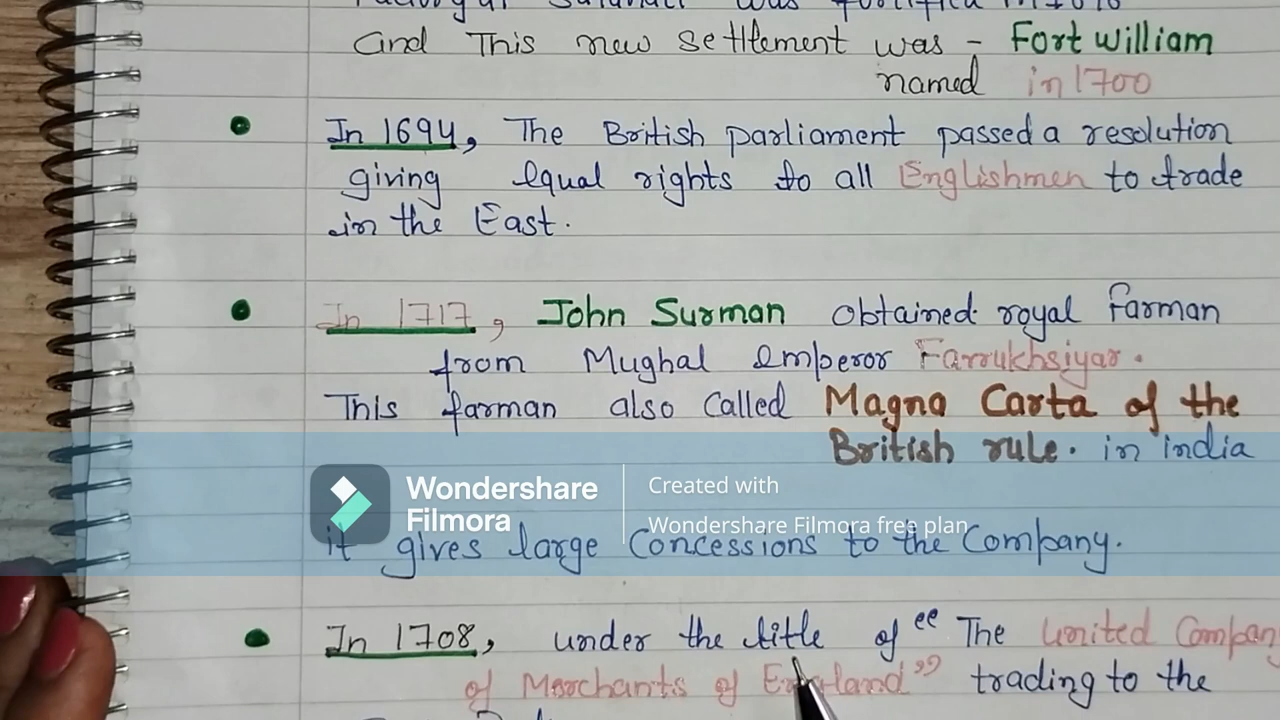 was fortified in
and This new settlement was - Fort William
named in 1700
In 1694, The British parliament passed a resolution
giving equal rights to all Englishmen to trade
in the East.
In 1717, John Surman obtained royal farman
from Mughal Emperor Farrukhsiyar.
This farman also called Magna Carta of the
British rule. in india
Wondershare
Filmora
Created with
Wondershare Filmora free plan
it gives large Concessions to the Company.
In 1708, under the title of "The United Company
of Merchants of England" trading to the